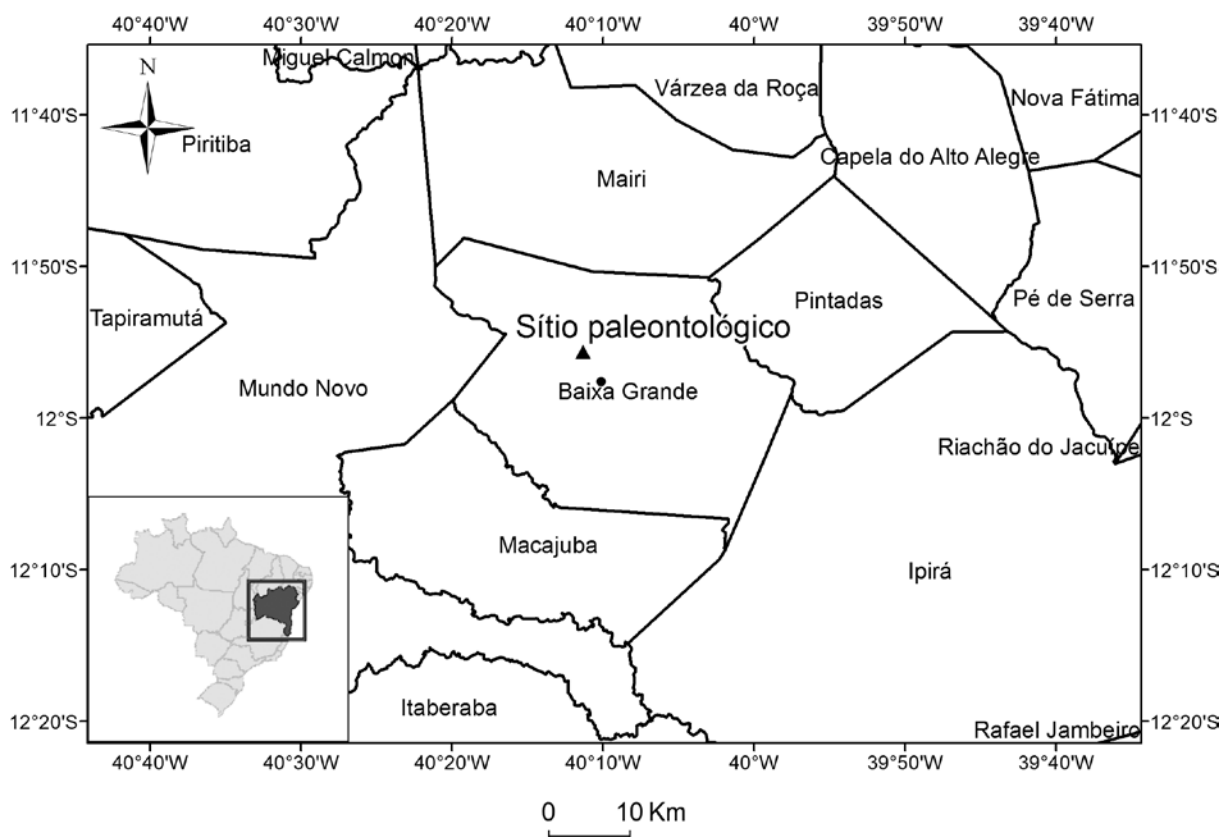 40°40'W 40°30'W 40°20'W 40°10'W 40°W 39°50'W 39°40'W
Miguel Calmon
N
Várzea da Roça
Nova Fátima
11°40'S 11°40'S
Piritiba
Capela do Alto Alegre
Mairi
11°50'S 11°50'S
Pintadas
Pé de Serra
Tapiramutá
Sítio paleontológico
Mundo Novo
Baixa Grande
12°S 12°S
Riachão do Jacuípe
Macajuba
12°10'S 12°10'S
Ipirá
Itaberaba
12°20'S 12°20'S
Rafael Jambeiro
40°40'W 40°30'W 40°20'W 40°10'W 40°W 39°50'W 39°40'W
0 10 Km